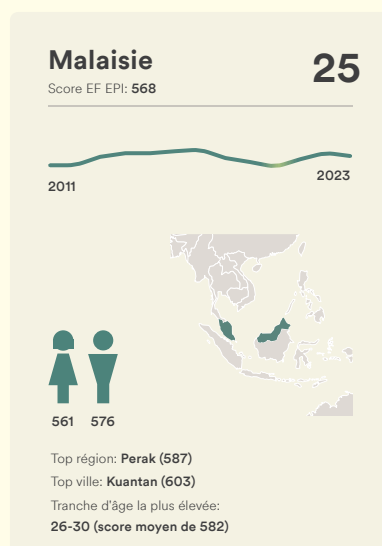 Malaisie
25
Score EF EPI: 568
2011
2023
561 576
Top région: Perak (587)
Top ville: Kuantan (603)
Tranche d'âge la plus élevée:
26-30 (score moyen de 582)